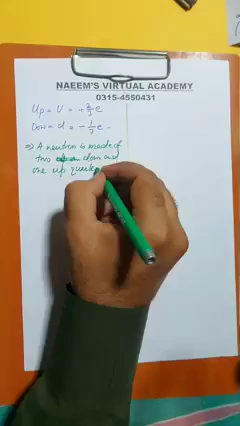 NAEEM'S VIRTUAL ACADEMY
0315-4550431
Up = U = +2/3 e
Down = d = -1/3 e
⇒ A neutron is made of
two down and
one up quark